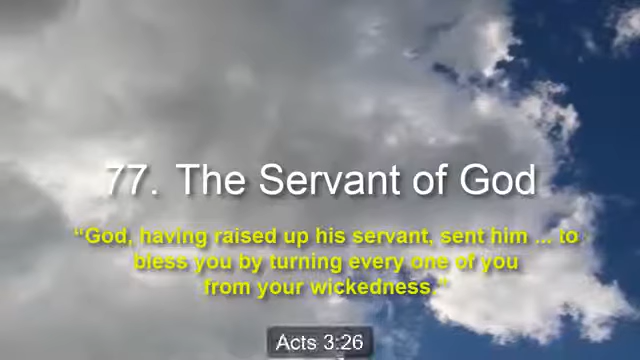 77. The Servant of God
“God, having raised up his servant, sent him ... to
bless you by turning every one of you
from your wickedness.”
Acts 3:26